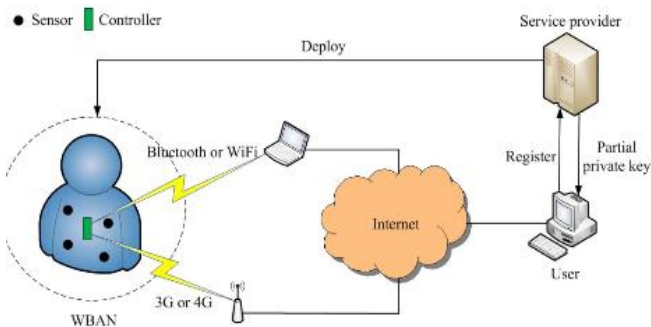 Sensor Controller
Service provider
Deploy
Bluetooth or WiFi
Register
Partial
private key
Internet
User
3G or 4G
WBAN